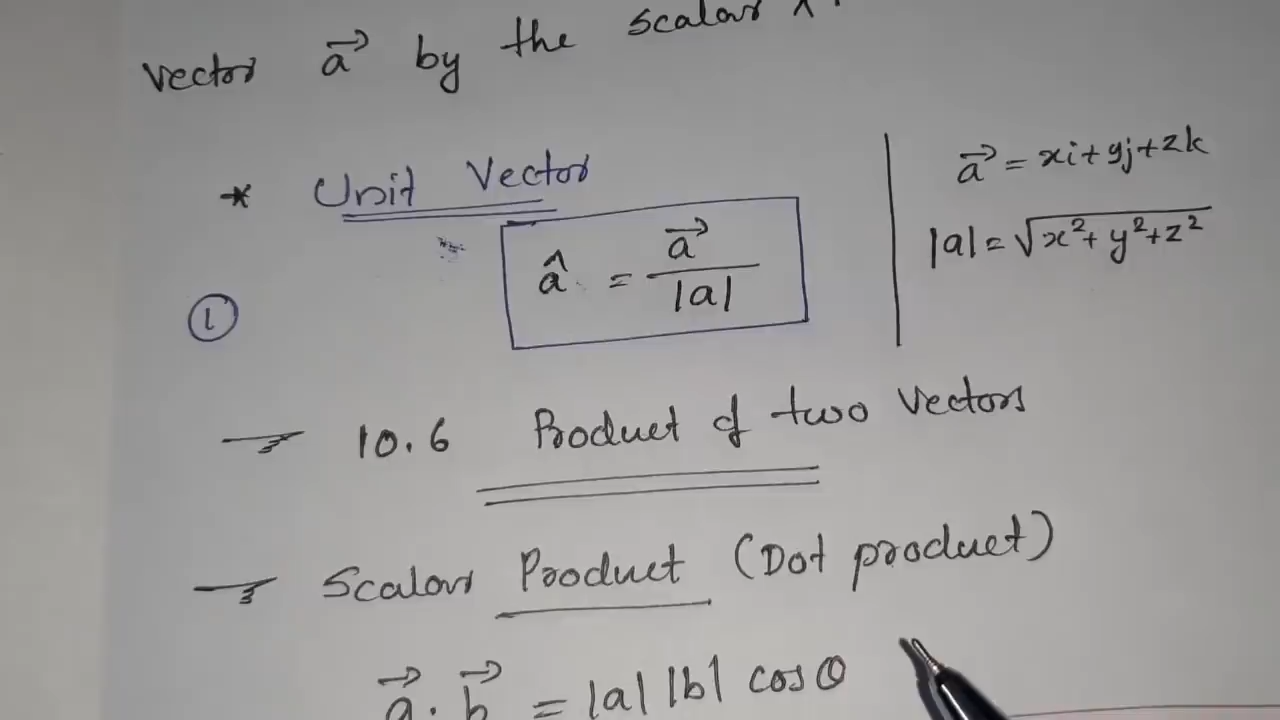 vector a⃗ by the scalar λ.
* Unit Vector
â = a⃗ / |a|
a⃗ = xi + yj + zk
|a| = √x² + y² + z²
①
→ 10.6 Product of two vectors
→ Scalar Product (Dot product)
a⃗ . b⃗ = |a| |b| cos θ